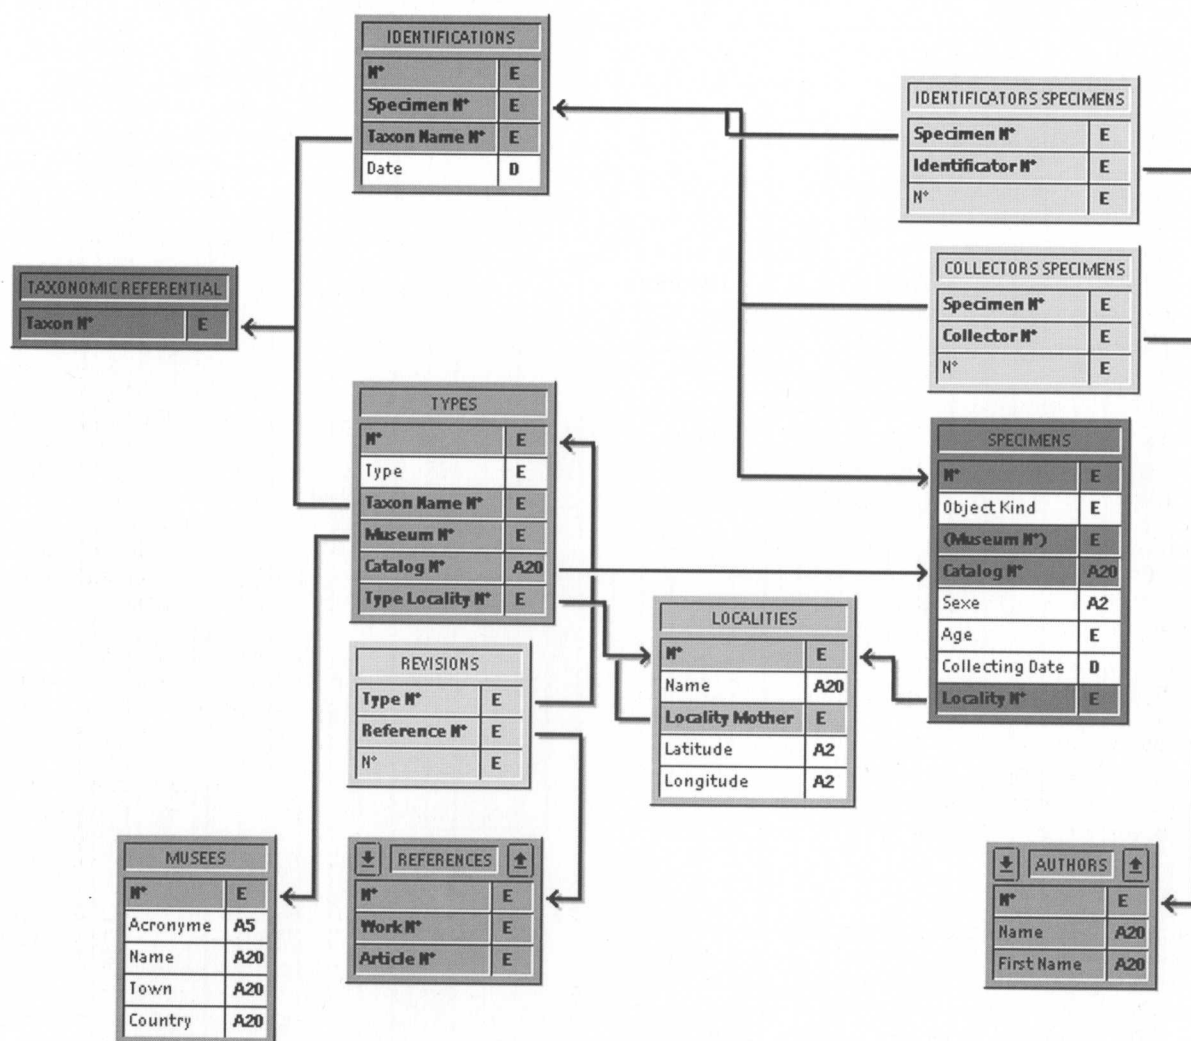 IDENTIFICATIONS
N° E
Specimen N° E
Taxon Name N° E
Date D
IDENTIFICATORS SPECIMENS
Specimen N° E
Identificator N° E
N° E
TAXONOMIC REFERENTIAL
Taxon N° E
COLLECTORS SPECIMENS
Specimen N° E
Collector N° E
N° E
TYPES
N° E
Type E
Taxon Name N° E
Museum N° E
Catalog N° A20
Type Locality N° E
SPECIMENS
N° E
Object Kind E
(Museum N°) E
Catalog N° A20
Sexe A2
Age E
Collecting Date D
Locality N° E
LOCALITIES
N° E
Name A20
Locality Mother E
Latitude A2
Longitude A2
REVISIONS
Type N° E
Reference N° E
N° E
MUSEES
N° E
Acronyme A5
Name A20
Town A20
Country A20
REFERENCES
N° E
Work N° E
Article N° E
AUTHORS
N° E
Name A20
First Name A20